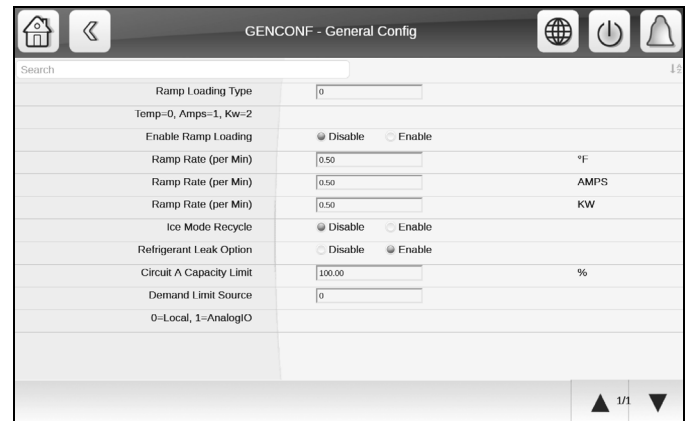 GENCONF - General Config
Search
Ramp Loading Type 0
Temp=0, Amps=1, Kw=2
Enable Ramp Loading Disable Enable
Ramp Rate (per Min) 0.50 °F
Ramp Rate (per Min) 0.50 AMPS
Ramp Rate (per Min) 0.50 KW
Ice Mode Recycle Disable Enable
Refrigerant Leak Option Disable Enable
Circuit A Capacity Limit 100.00 %
Demand Limit Source 0
0=Local, 1=AnalogIO
1/1